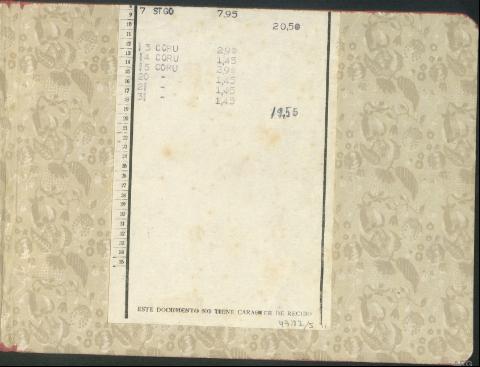 7 STGO 7,95
20,50
13 CORU 2,90
14 CORU 1,45
15 CORU 2,90
20 " 1,45
21 " 1,45
31 " 1,45
19,55
ESTE DOCUMENTO NO TIENE CARACTER DE RECIBO